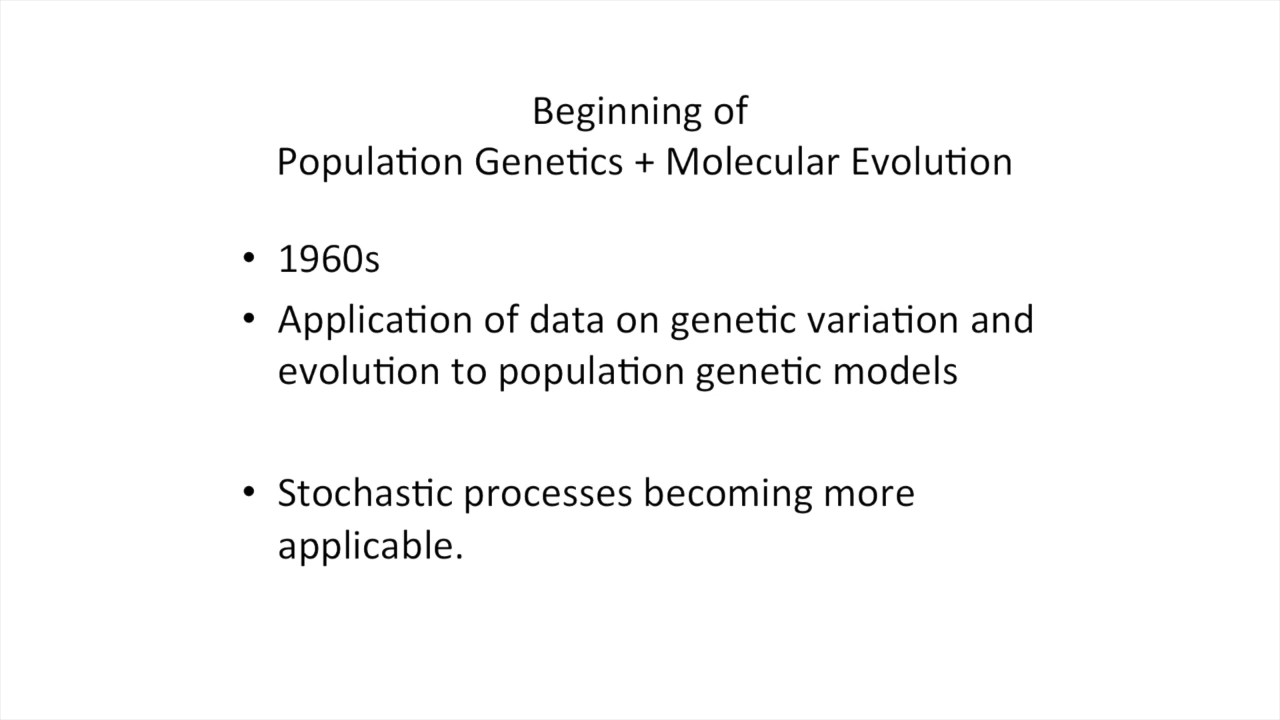 Beginning of
Population Genetics + Molecular Evolution
• 1960s
• Application of data on genetic variation and
evolution to population genetic models
• Stochastic processes becoming more
applicable.